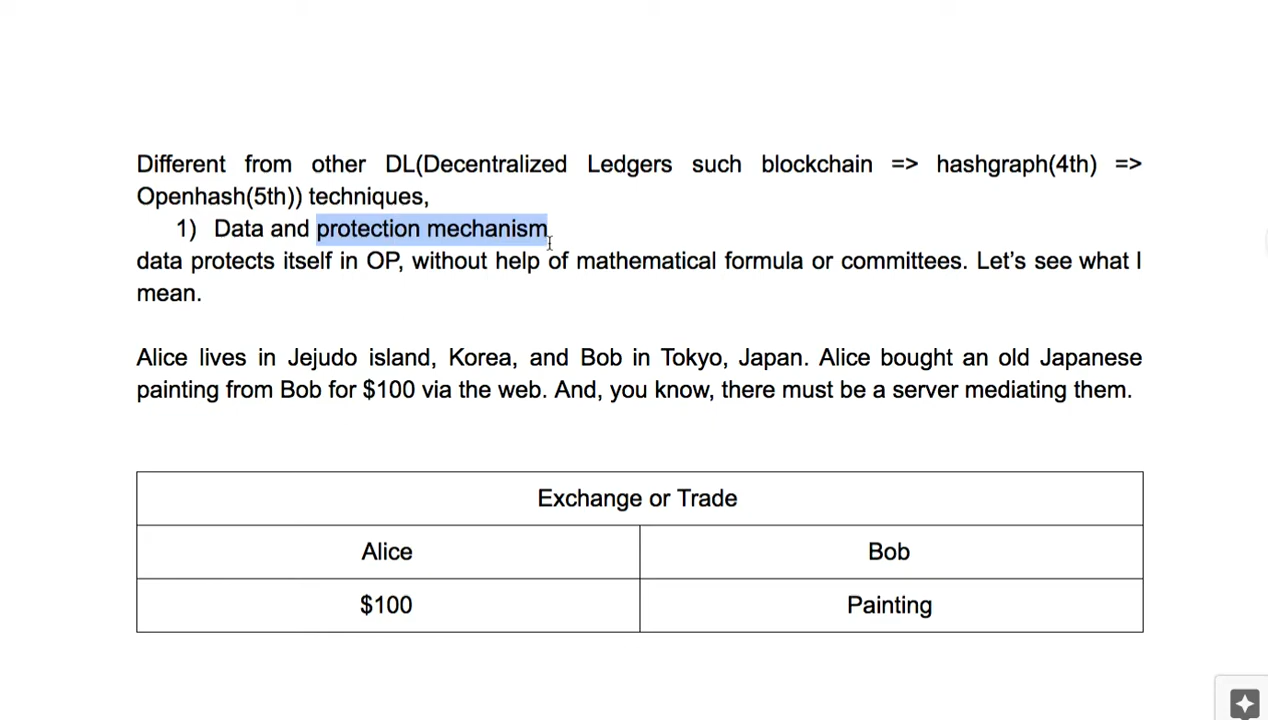 Different from other DL(Decentralized Ledgers such blockchain => hashgraph(4th) =>
Openhash(5th)) techniques,
1) Data and protection mechanism
data protects itself in OP, without help of mathematical formula or committees. Let’s see what I
mean.
Alice lives in Jejudo island, Korea, and Bob in Tokyo, Japan. Alice bought an old Japanese
painting from Bob for $100 via the web. And, you know, there must be a server mediating them.
Exchange or Trade
Alice Bob
$100 Painting